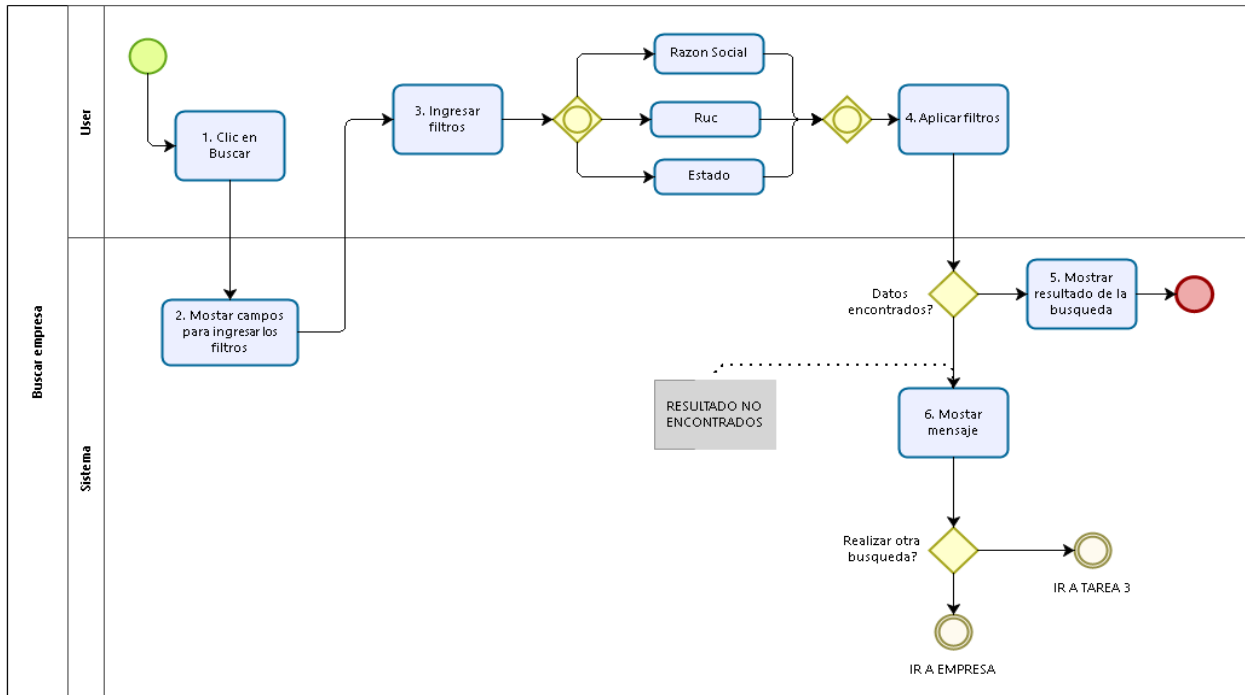 Buscar empresa
User
1. Clic en
Buscar
3. Ingresar
filtros
Razon Social
Ruc
Estado
4. Aplicar filtros
Sistema
2. Mostar campos
para ingresar los
filtros
Datos
encontrados?
5. Mostrar
resultado de la
busqueda
RESULTADO NO
ENCONTRADOS
6. Mostar
mensaje
Realizar otra
busqueda?
IR A TAREA 3
IR A EMPRESA